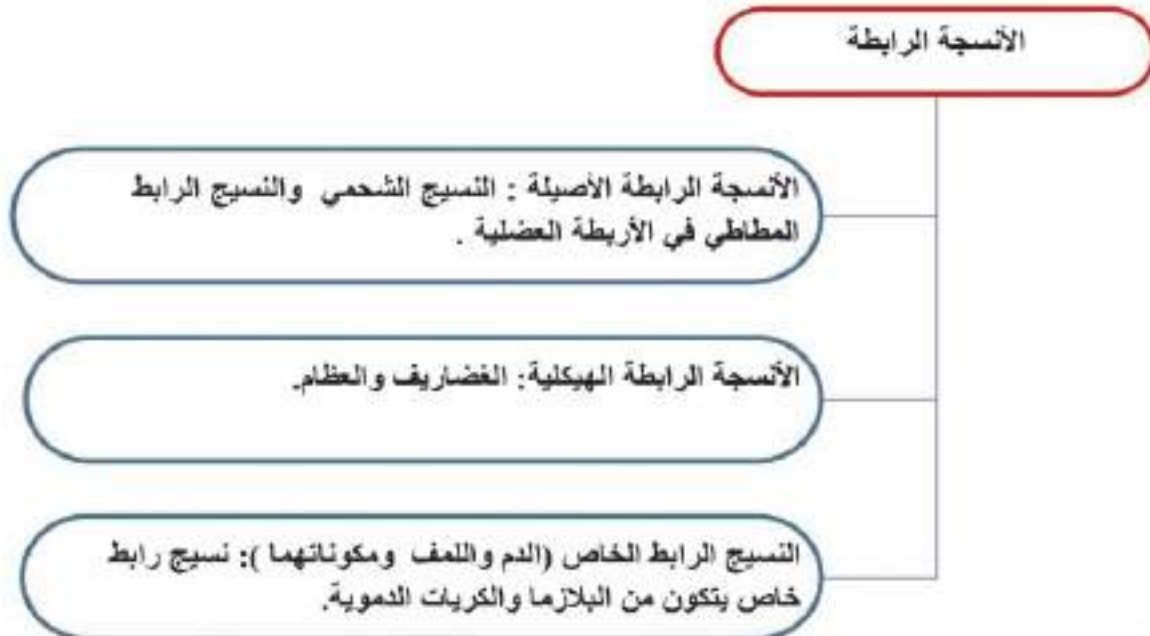 الأنسجة الرابطة
الأنسجة الرابطة الأصيلة : النسيج الشحمي والنسيج الرابط
المطاطي في الأربطة العضلية .
الأنسجة الرابطة الهيكلية: الغضاريف والعظام.
النسيج الرابط الخاص (الدم واللمف ومكوناتهما ): نسيج رابط
خاص يتكون من البلازما والكريات الدموية.